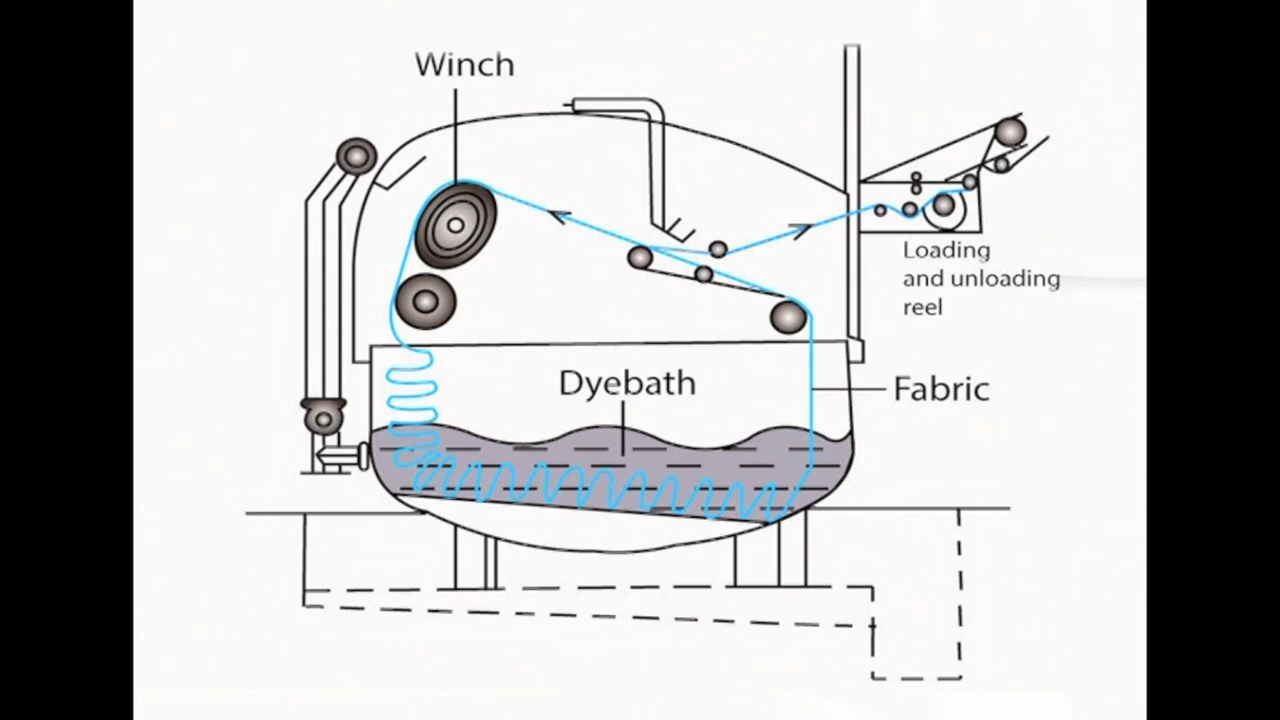 Winch
Loading
and unloading
reel
Dyebath
Fabric